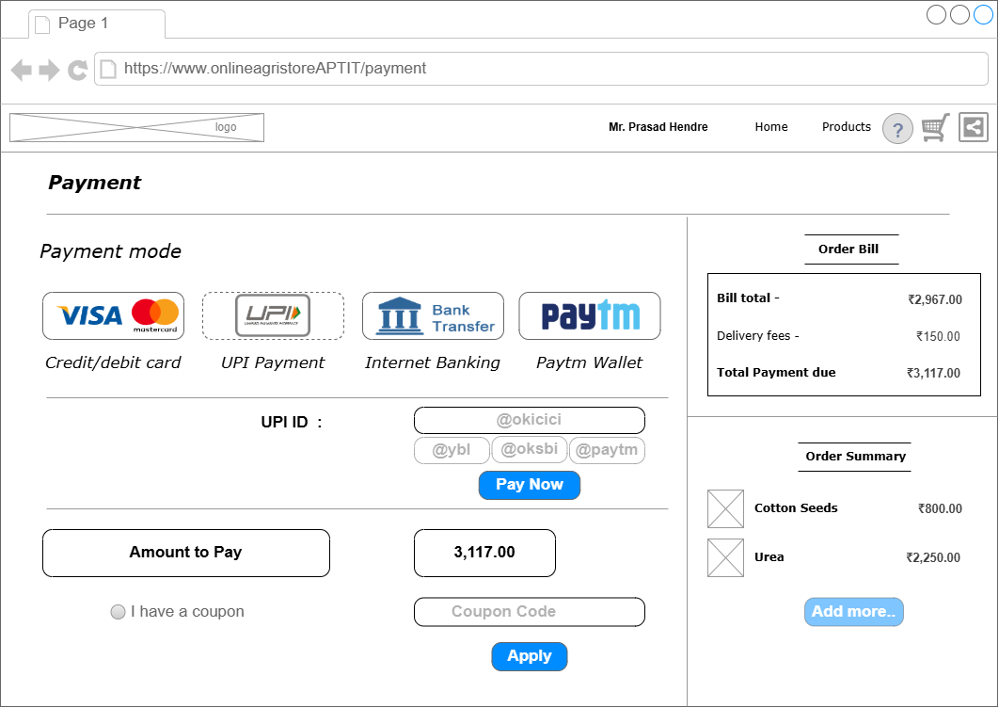 Page 1
https://www.onlineagristoreAPTIT/payment
logo
Mr. Prasad Hendre
Home
Products
?
Payment
Payment mode
VISA
mastercard
UPI
UNIFIED PAYMENTS INTERFACE
Bank
Transfer
paytm
Credit/debit card
UPI Payment
Internet Banking
Paytm Wallet
UPI ID :
@okicici
@ybl
@oksbi
@paytm
Pay Now
Amount to Pay
3,117.00
I have a coupon
Coupon Code
Apply
Order Bill
Bill total -
₹2,967.00
Delivery fees -
₹150.00
Total Payment due
₹3,117.00
Order Summary
Cotton Seeds
₹800.00
Urea
₹2,250.00
Add more..